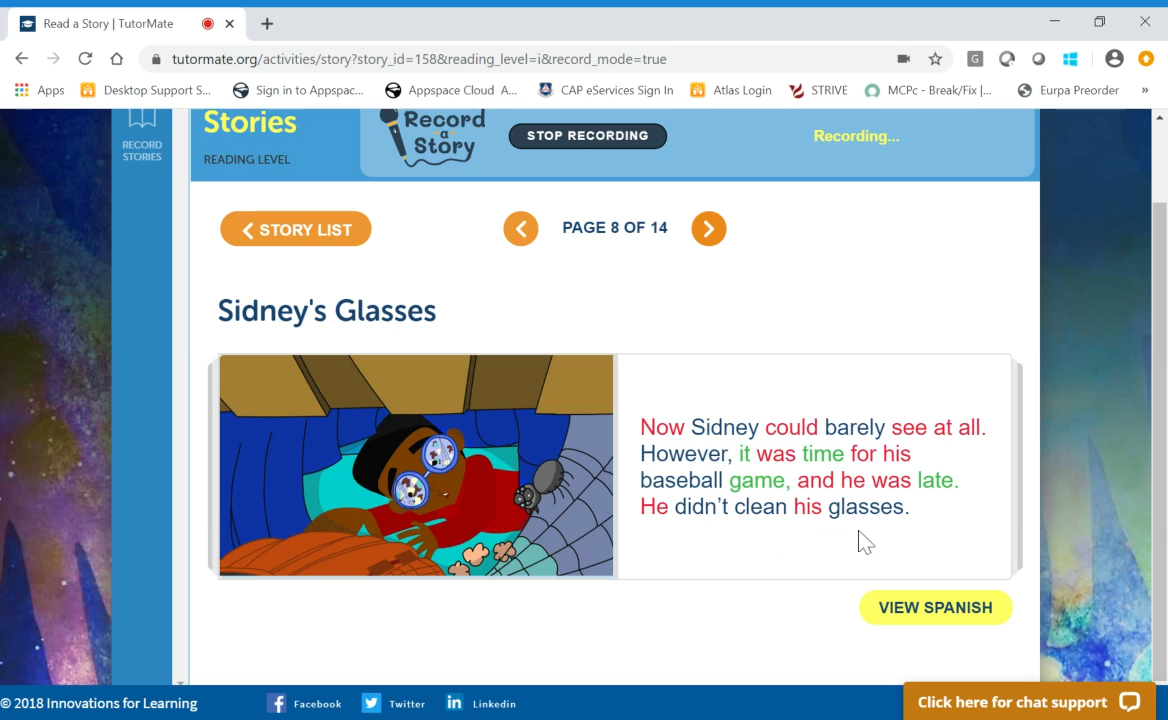 Read a Story | TutorMate
tutormate.org/activities/story?story_id=158&reading_level=i&record_mode=true
Apps Desktop Support S... Sign in to Appspac... Appspace Cloud A... CAP eServices Sign In Atlas Login STRIVE MCPc - Break/Fix |... Eurpa Preorder »
RECORD
STORIES
Stories
READING LEVEL
Record
a
Story
STOP RECORDING
Recording...
STORY LIST
PAGE 8 OF 14
Sidney's Glasses
Now Sidney could barely see at all.
However, it was time for his
baseball game, and he was late.
He didn’t clean his glasses.
VIEW SPANISH
© 2018 Innovations for Learning
Facebook
Twitter
Linkedin
Click here for chat support